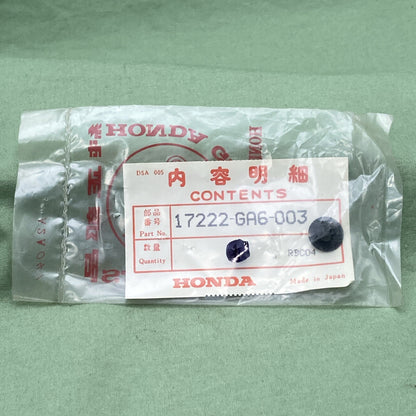 HONDA
DSA 005
内容明細
CONTENTS
部品番号 Part No. 17222-GA6-003
数量 Quantity RBC04
HONDA Made in Japan